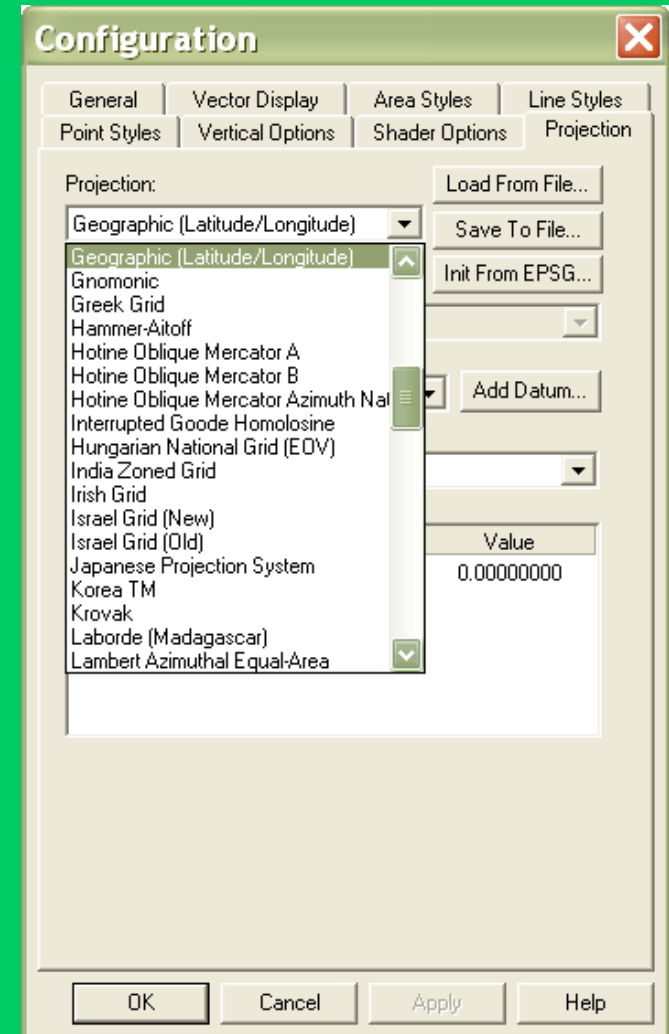 Configuration
General Vector Display Area Styles Line Styles
Point Styles Vertical Options Shader Options Projection
Projection:
Load From File...
Geographic (Latitude/Longitude)
Save To File...
Geographic (Latitude/Longitude)
Init From EPSG...
Gnomonic
Greek Grid
Hammer-Aitoff
Hotine Oblique Mercator A
Hotine Oblique Mercator B
Hotine Oblique Mercator Azimuth Nat
Add Datum...
Interrupted Goode Homolosine
Hungarian National Grid (EOV)
India Zoned Grid
Irish Grid
Israel Grid (New)
Israel Grid (Old)
Value
Japanese Projection System
0.00000000
Korea TM
Krovak
Laborde (Madagascar)
Lambert Azimuthal Equal-Area
OK Cancel Apply Help